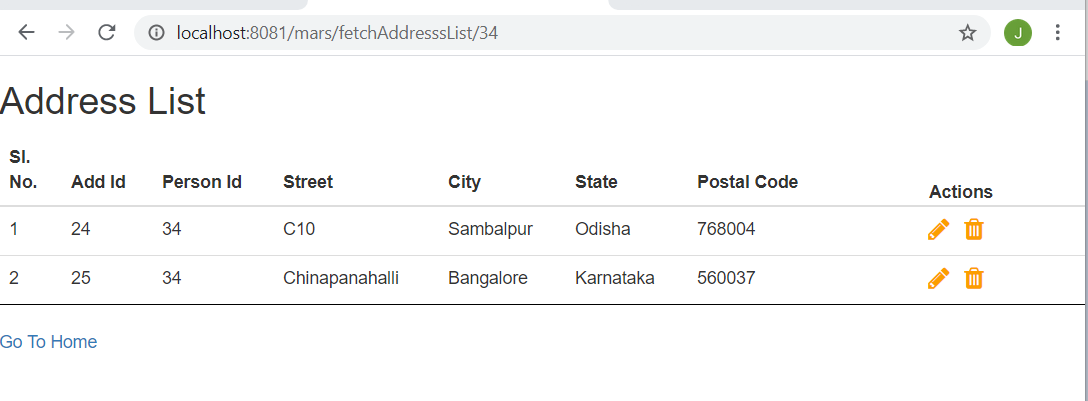 localhost:8081/mars/fetchAddresssList/34
J
Address List
Sl.
No. Add Id Person Id Street City State Postal Code Actions
1 24 34 C10 Sambalpur Odisha 768004
2 25 34 Chinapanahalli Bangalore Karnataka 560037
Go To Home